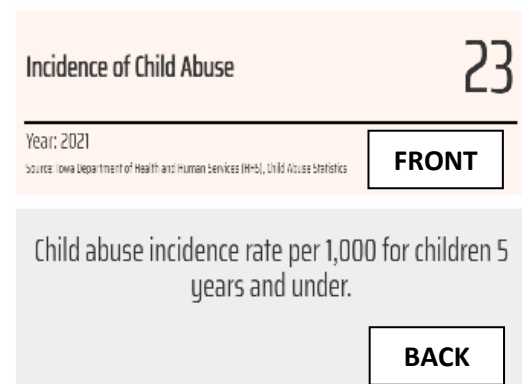 Incidence of Child Abuse
23
Year: 2021
Source: Iowa Department of Health and Human Services (HHS), Child Abuse Statistics
FRONT
Child abuse incidence rate per 1,000 for children 5
years and under.
BACK